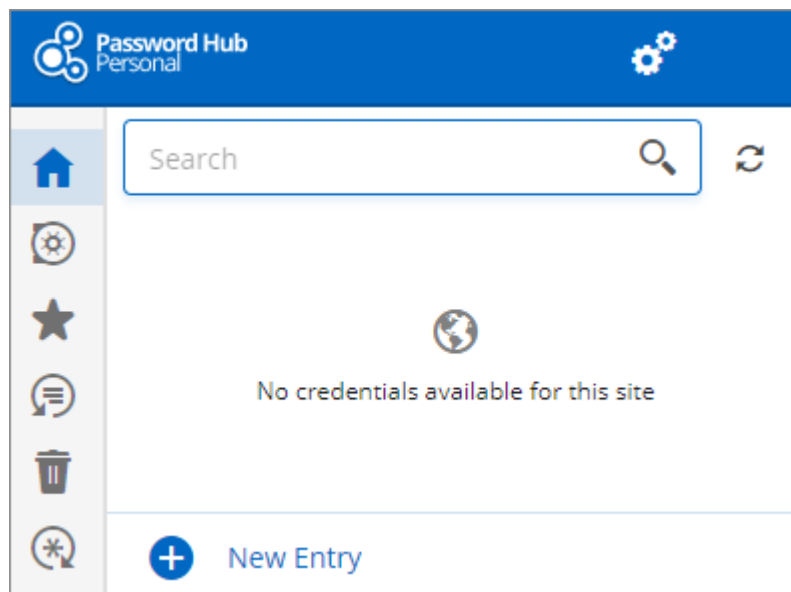 Password Hub
Personal
Search
No credentials available for this site
New Entry